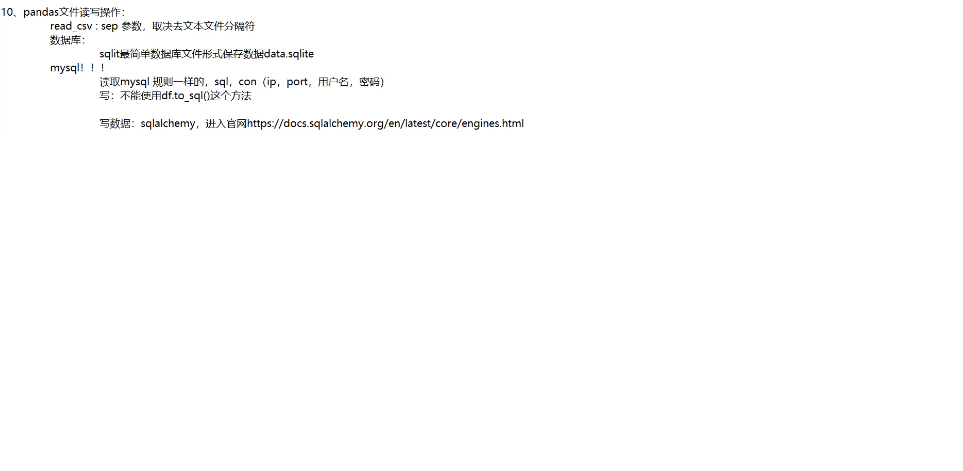 10、pandas文件读写操作：
read_csv : sep 参数，取决去文本文件分隔符
数据库：
sqlit最简单数据库文件形式保存数据data.sqlite
mysql！！！
读取mysql 规则一样的，sql，con（ip，port，用户名，密码）
写：不能使用df.to_sql()这个方法
写数据：sqlalchemy，进入官网https://docs.sqlalchemy.org/en/latest/core/engines.html